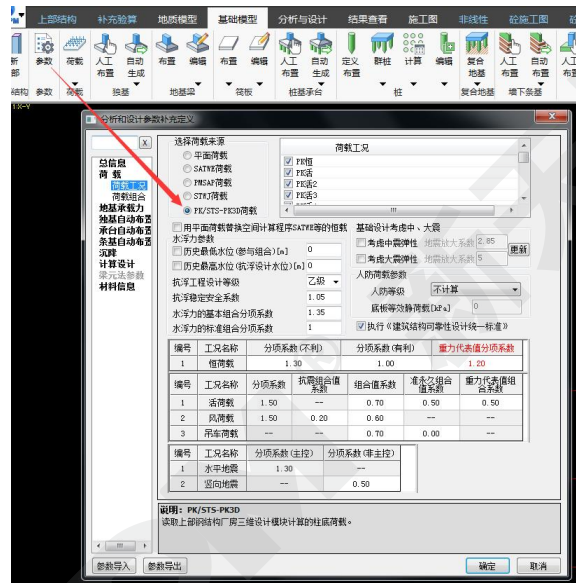 上部结构 补充验算 地质模型 基础模型 分析与设计 结果查看 施工图 非线性 砼施工图
参数 荷载 人工布置 自动生成 布置 编辑 布置 编辑 人工布置 自动生成 定义布置 群桩 计算 编辑 复合地基 人工布置 自动布置
结构 参数 荷载 独基 地基梁 筏板 桩基承台 桩 复合地基 墙下条基
分析和设计参数补充定义
X
总信息
荷 载
荷载工况
荷载组合
地基承载力
独基自动布置
承台自动布置
条基自动布置
沉降
计算设计
梁元法参数
材料信息
选择荷载来源
平面荷载
SATWE荷载
PMSAP荷载
STWJ荷载
PK/STS-PK3D荷载
荷载工况
PK恒
PK活
PK活2
PK活3
用平面荷载替换空间计算程序SATWE等的恒载
水浮力参数
历史最低水位(参与组合)[m] 0
历史最高水位(抗浮设计水位)[m] 0
抗浮工程设计等级 乙级
抗浮稳定安全系数 1.05
水浮力的基本组合分项系数 1.35
水浮力的标准组合分项系数 1
基础设计考虑中、大震
考虑中震弹性 地震放大系数 2.85
考虑大震弹性 地震放大系数 5
更新
人防荷载参数
人防等级 不计算
底板等效静荷载[kPa] 0
执行《建筑结构可靠性设计统一标准》
编号 工况名称 分项系数(不利) 分项系数(有利) 重力代表值分项系数
1 恒荷载 1.30 1.00 1.20
编号 工况名称 分项系数 抗震组合值系数 组合值系数 准永久组合值系数 重力代表值组合系数
1 活荷载 1.50 -- 0.70 0.50 0.50
2 风荷载 1.50 0.20 0.60 -- --
3 吊车荷载 -- -- 0.70 0.00 --
编号 工况名称 分项系数(主控) 分项系数(非主控)
1 水平地震 1.30 --
2 竖向地震 -- 0.50
说明: PK/STS-PK3D
读取上部钢结构厂房三维设计模块计算的柱底荷载。
参数导入 参数导出 确定 取消